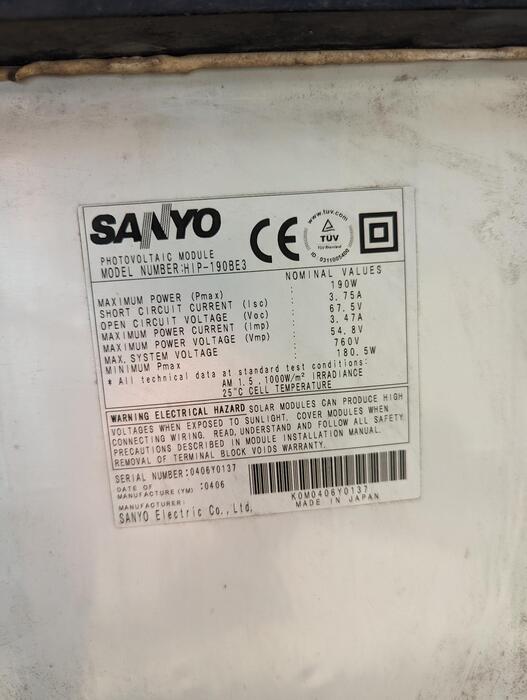 SANYO
CE
www.tuv.com
TÜV
TÜV Rheinland
ID: 0311005400
PHOTOVOLTAIC MODULE
MODEL NUMBER:HIP-190BE3
NOMINAL VALUES
MAXIMUM POWER (Pmax) : 190W
SHORT CIRCUIT CURRENT (Isc) : 3.75A
OPEN CIRCUIT VOLTAGE (Voc) : 67.5V
MAXIMUM POWER CURRENT (Imp) : 3.47A
MAXIMUM POWER VOLTAGE (Vmp) : 54.8V
MAX. SYSTEM VOLTAGE : 760V
MINIMUM Pmax : 180.5W
* All technical data at standard test conditions:
AM 1.5, 1000W/m² IRRADIANCE
25℃ CELL TEMPERATURE
WARNING ELECTRICAL HAZARD SOLAR MODULES CAN PRODUCE HIGH
VOLTAGES WHEN EXPOSED TO SUNLIGHT. COVER MODULES WHEN
CONNECTING WIRING. READ, UNDERSTAND AND FOLLOW ALL SAFETY
PRECAUTIONS DESCRIBED IN MODULE INSTALLATION MANUAL.
REMOVAL OF TERMINAL BLOCK VOIDS WARRANTY.
SERIAL NUMBER:0406Y0137
DATE OF
MANUFACTURE(YM) :0406
MANUFACTURER:
SANYO Electric Co., Ltd.
K0M0406Y0137
MADE IN JAPAN